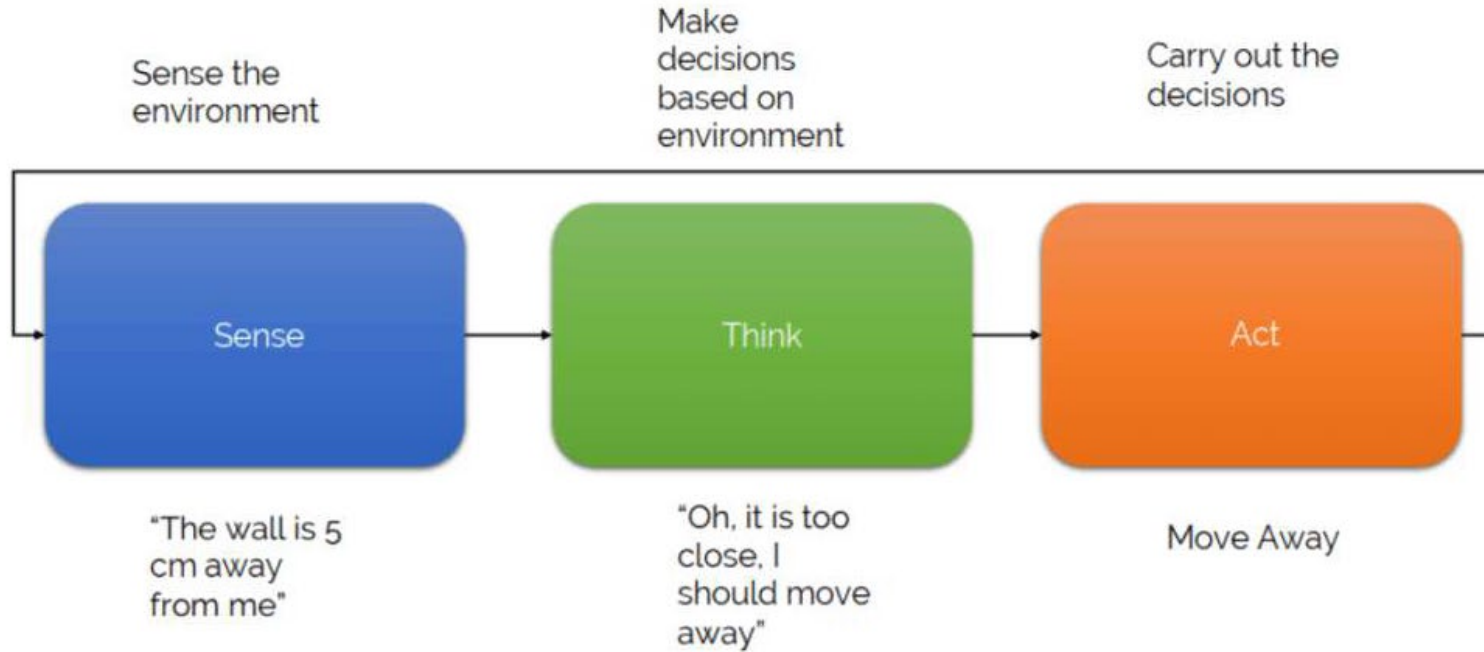 Sense the
environment
Make
decisions
based on
environment
Carry out the
decisions
Sense
Think
Act
“The wall is 5
cm away
from me”
“Oh, it is too
close, I
should move
away”
Move Away